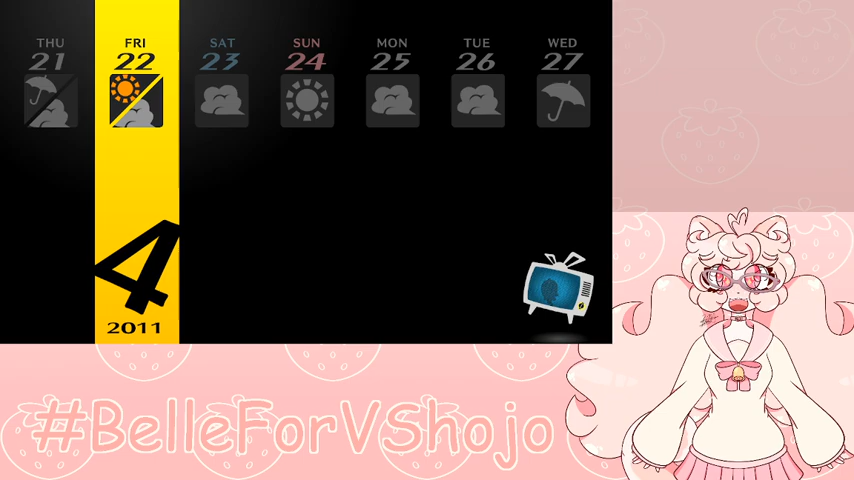 THU FRI SAT SUN MON TUE WED
21 22 23 24 25 26 27
4
2011
#BelleForVShojo